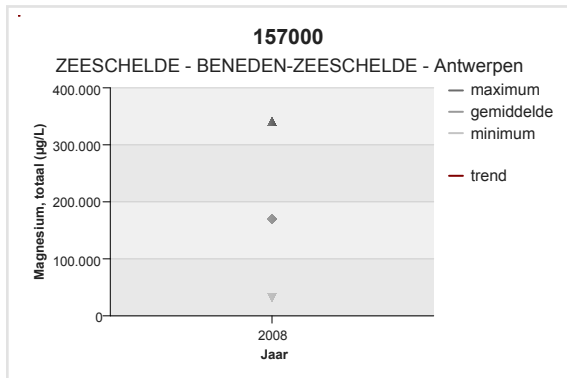 157000
ZEESCHELDE - BENEDEN-ZEESCHELDE - Antwerpen
Magnesium, totaal (µg/L)
400.000
300.000
200.000
100.000
0
2008
Jaar
maximum
gemiddelde
minimum
trend